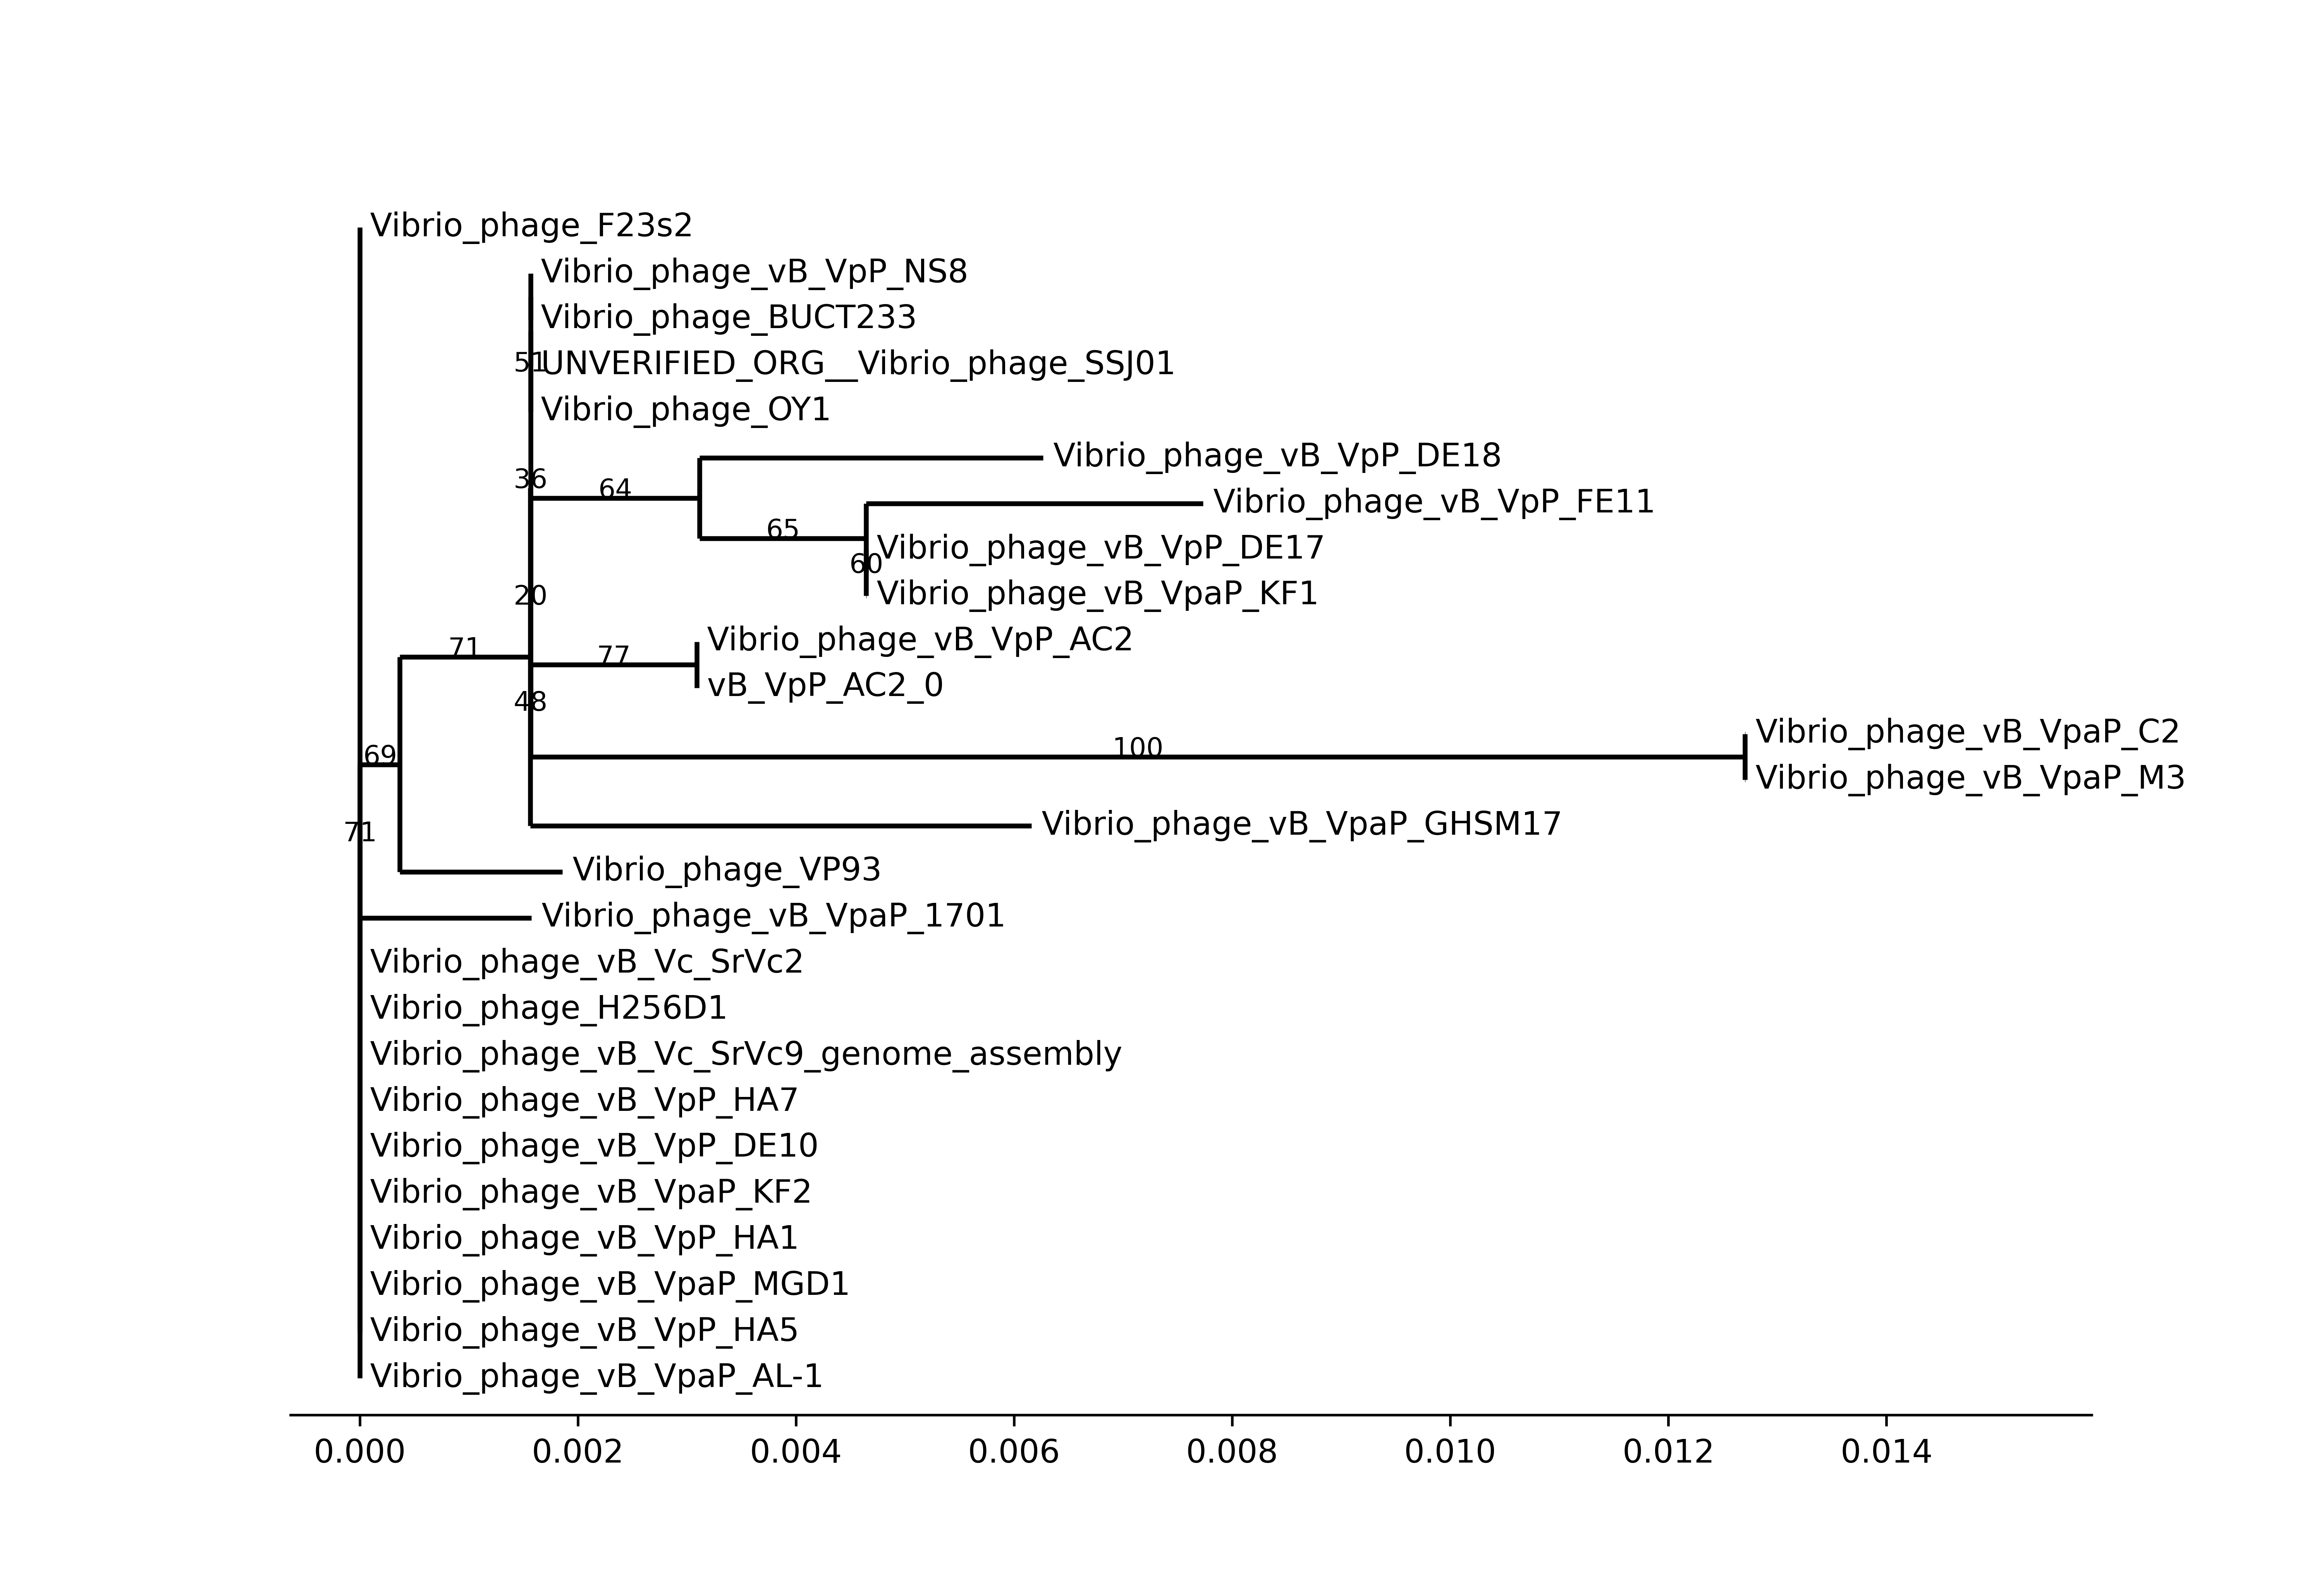 Vibrio_phage_F23s2
Vibrio_phage_vB_VpP_NS8
Vibrio_phage_BUCT233
51
UNVERIFIED_ORG__Vibrio_phage_SSJ01
Vibrio_phage_OY1
Vibrio_phage_vB_VpP_DE18
36
64
Vibrio_phage_vB_VpP_FE11
65
Vibrio_phage_vB_VpP_DE17
60
Vibrio_phage_vB_VpaP_KF1
20
Vibrio_phage_vB_VpP_AC2
71
77
vB_VpP_AC2_0
48
Vibrio_phage_vB_VpaP_C2
100
69
Vibrio_phage_vB_VpaP_M3
Vibrio_phage_vB_VpaP_GHSM17
71
Vibrio_phage_VP93
Vibrio_phage_vB_VpaP_1701
Vibrio_phage_vB_Vc_SrVc2
Vibrio_phage_H256D1
Vibrio_phage_vB_Vc_SrVc9_genome_assembly
Vibrio_phage_vB_VpP_HA7
Vibrio_phage_vB_VpP_DE10
Vibrio_phage_vB_VpaP_KF2
Vibrio_phage_vB_VpP_HA1
Vibrio_phage_vB_VpaP_MGD1
Vibrio_phage_vB_VpP_HA5
Vibrio_phage_vB_VpaP_AL-1
0.000 0.002 0.004 0.006 0.008 0.010 0.012 0.014